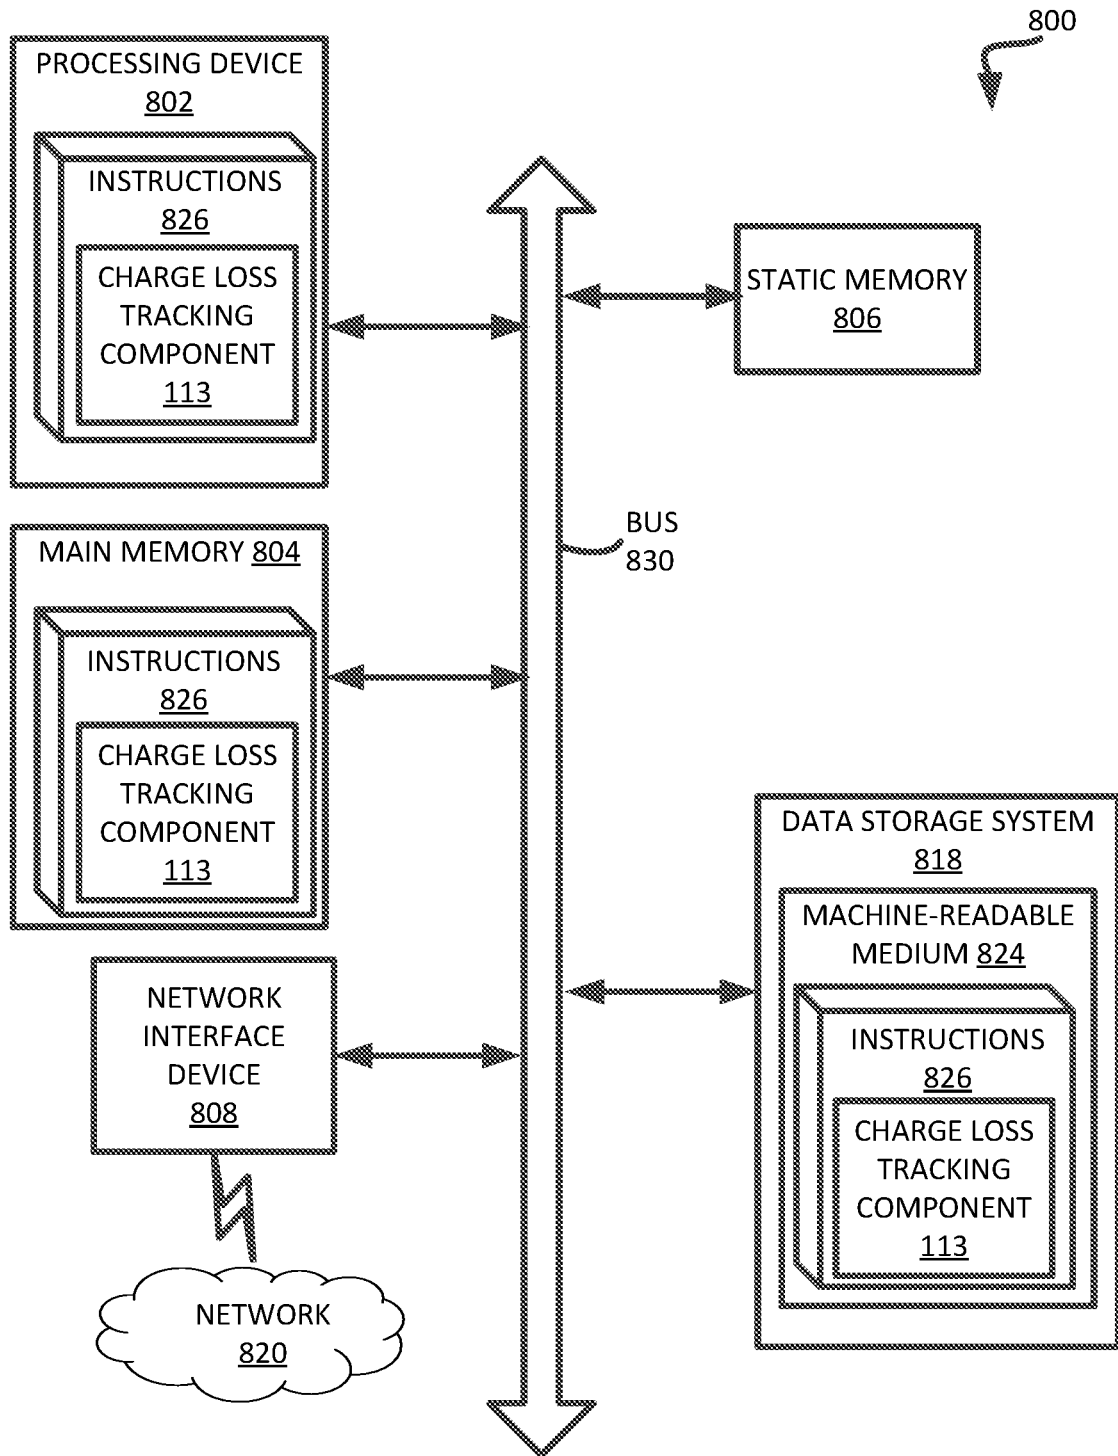 800
PROCESSING DEVICE
802
INSTRUCTIONS
826
CHARGE LOSS
TRACKING
COMPONENT
113
STATIC MEMORY
806
BUS
830
MAIN MEMORY 804
INSTRUCTIONS
826
CHARGE LOSS
TRACKING
COMPONENT
113
DATA STORAGE SYSTEM
818
MACHINE-READABLE
MEDIUM 824
INSTRUCTIONS
826
CHARGE LOSS
TRACKING
COMPONENT
113
NETWORK
INTERFACE
DEVICE
808
NETWORK
820